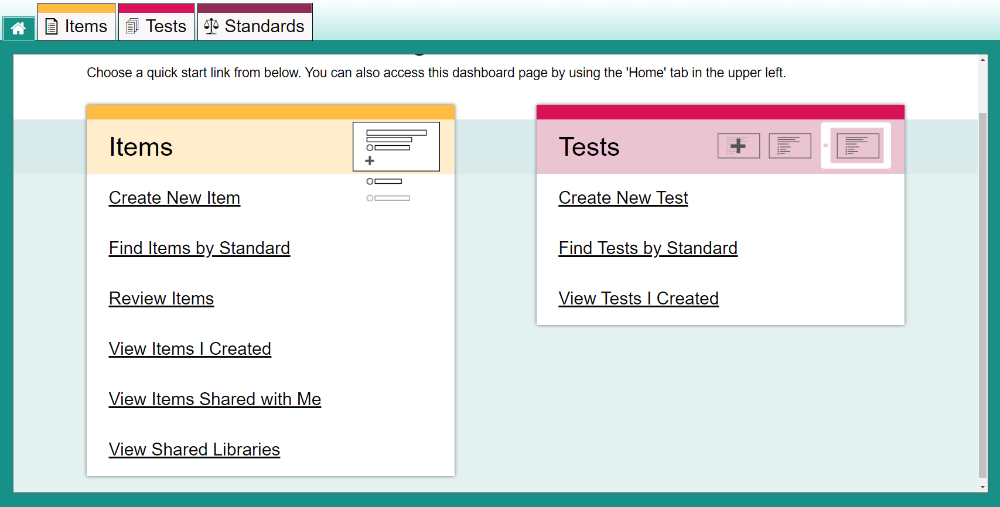 Items
Tests
Standards
Choose a quick start link from below. You can also access this dashboard page by using the 'Home' tab in the upper left.
Items
Create New Item
Find Items by Standard
Review Items
View Items I Created
View Items Shared with Me
View Shared Libraries
Tests
Create New Test
Find Tests by Standard
View Tests I Created